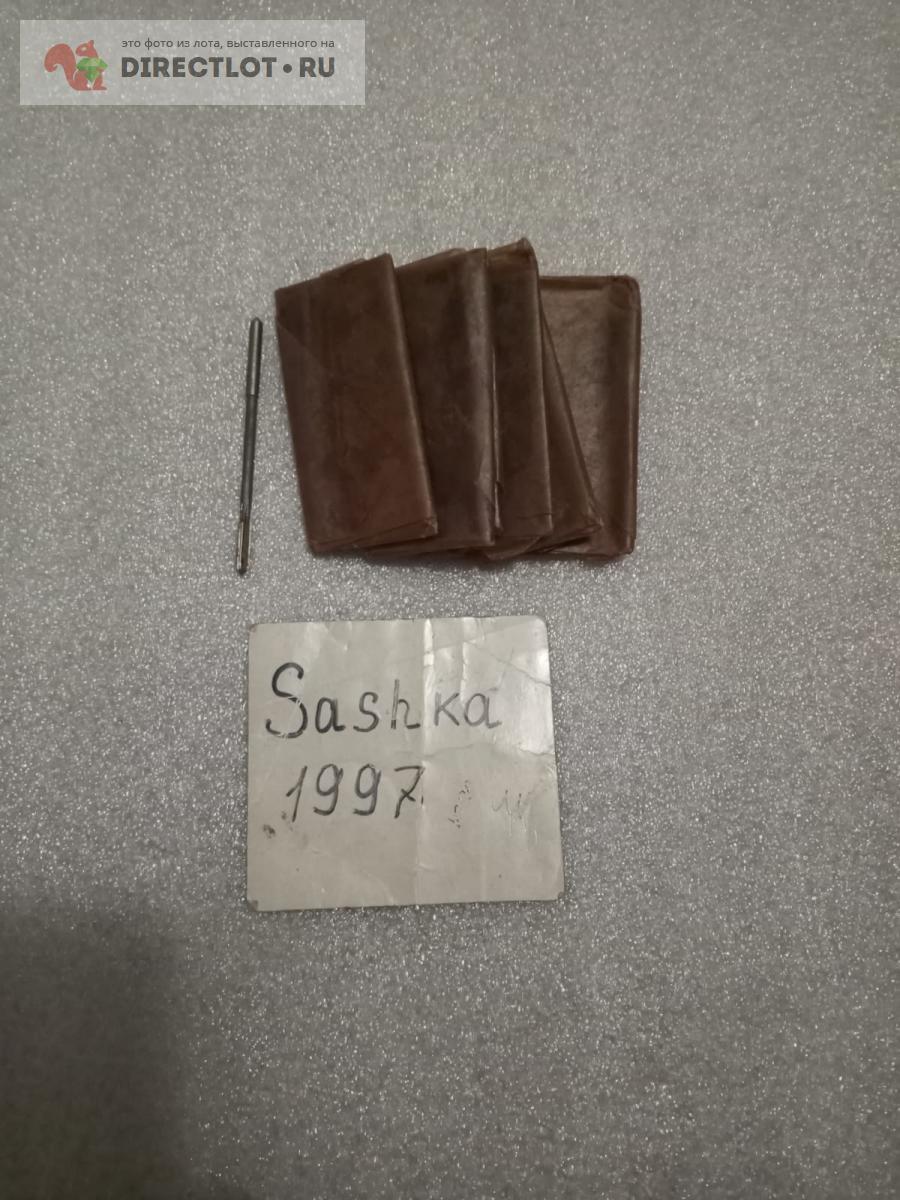 это фото из лота, выставленного на
DIRECTLOT•RU
Sashka
1997